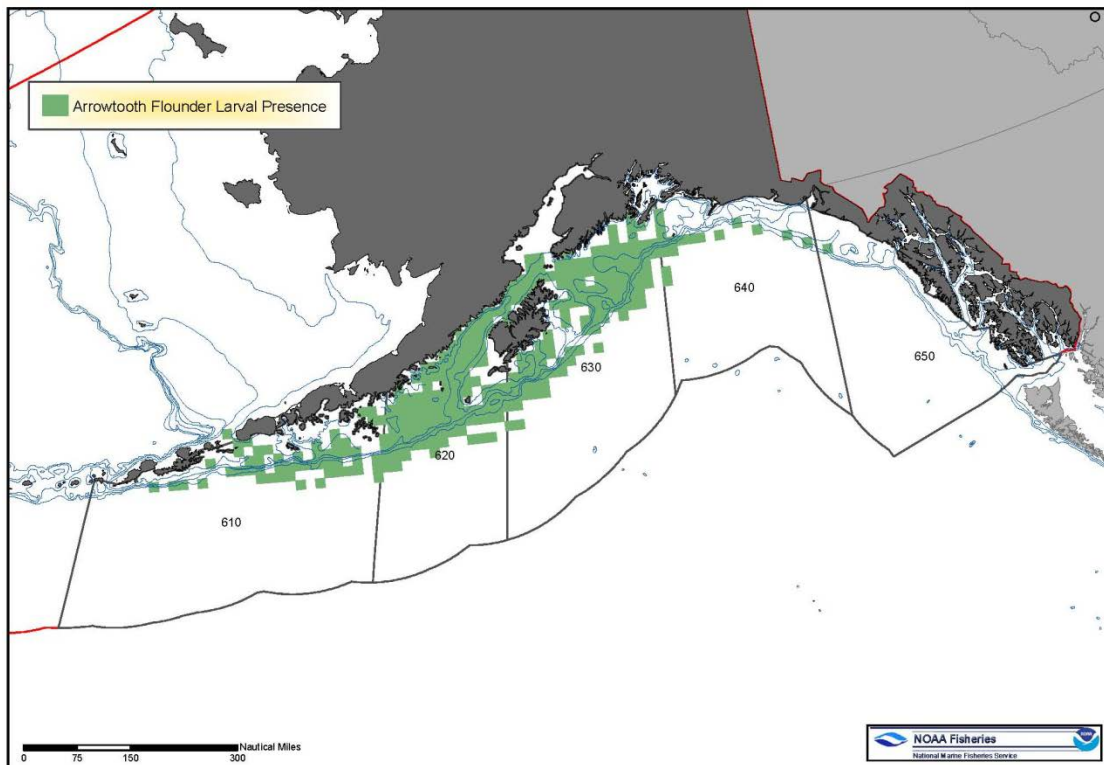 Arrowtooth Flounder Larval Presence
640
630
650
620
610
Nautical Miles
0 75 150 300
NOAA Fisheries
National Marine Fisheries Service